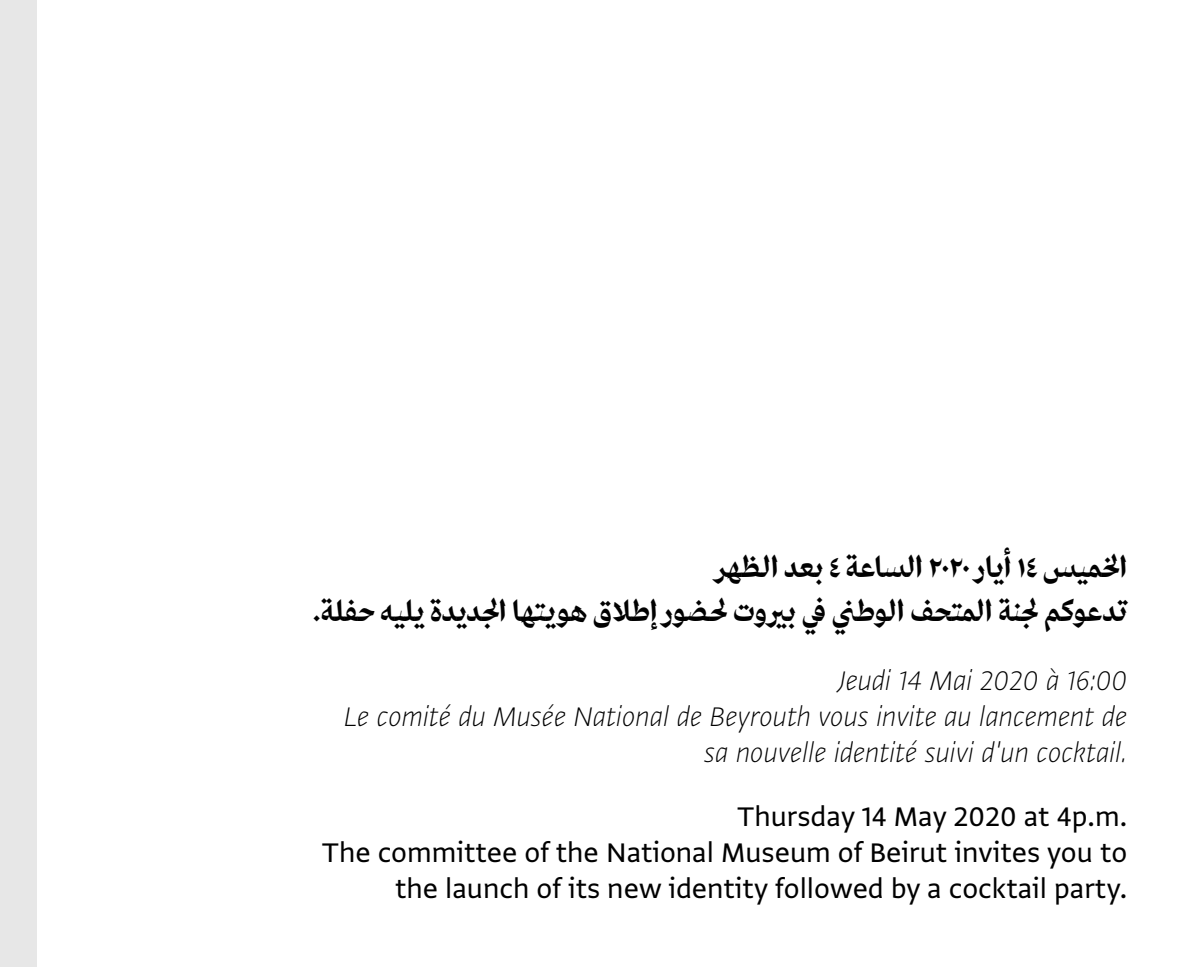 الخميس ١٤ أيار ٢٠٢٠ الساعة ٤ بعد الظهر
تدعوكم لجنة المتحف الوطني في بيروت لحضور إطلاق هويتها الجديدة يليه حفلة.
Jeudi 14 Mai 2020 à 16:00
Le comité du Musée National de Beyrouth vous invite au lancement de
sa nouvelle identité suivi d'un cocktail.
Thursday 14 May 2020 at 4p.m.
The committee of the National Museum of Beirut invites you to
the launch of its new identity followed by a cocktail party.